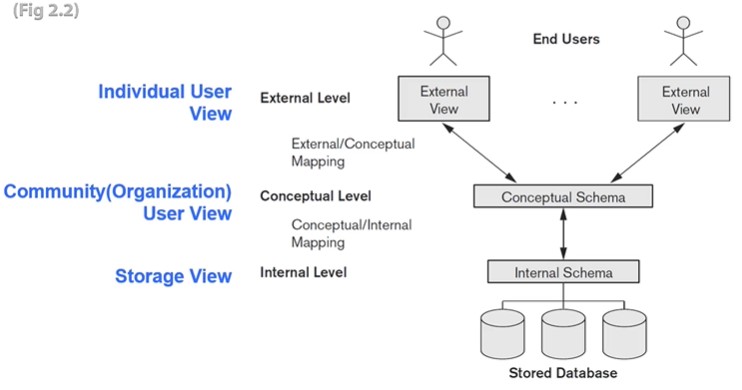 (Fig 2.2)
End Users
Individual User
View
External Level
External
View
. . .
External
View
External/Conceptual
Mapping
Community(Organization)
User View
Conceptual Level
Conceptual Schema
Conceptual/Internal
Mapping
Storage View
Internal Level
Internal Schema
Stored Database